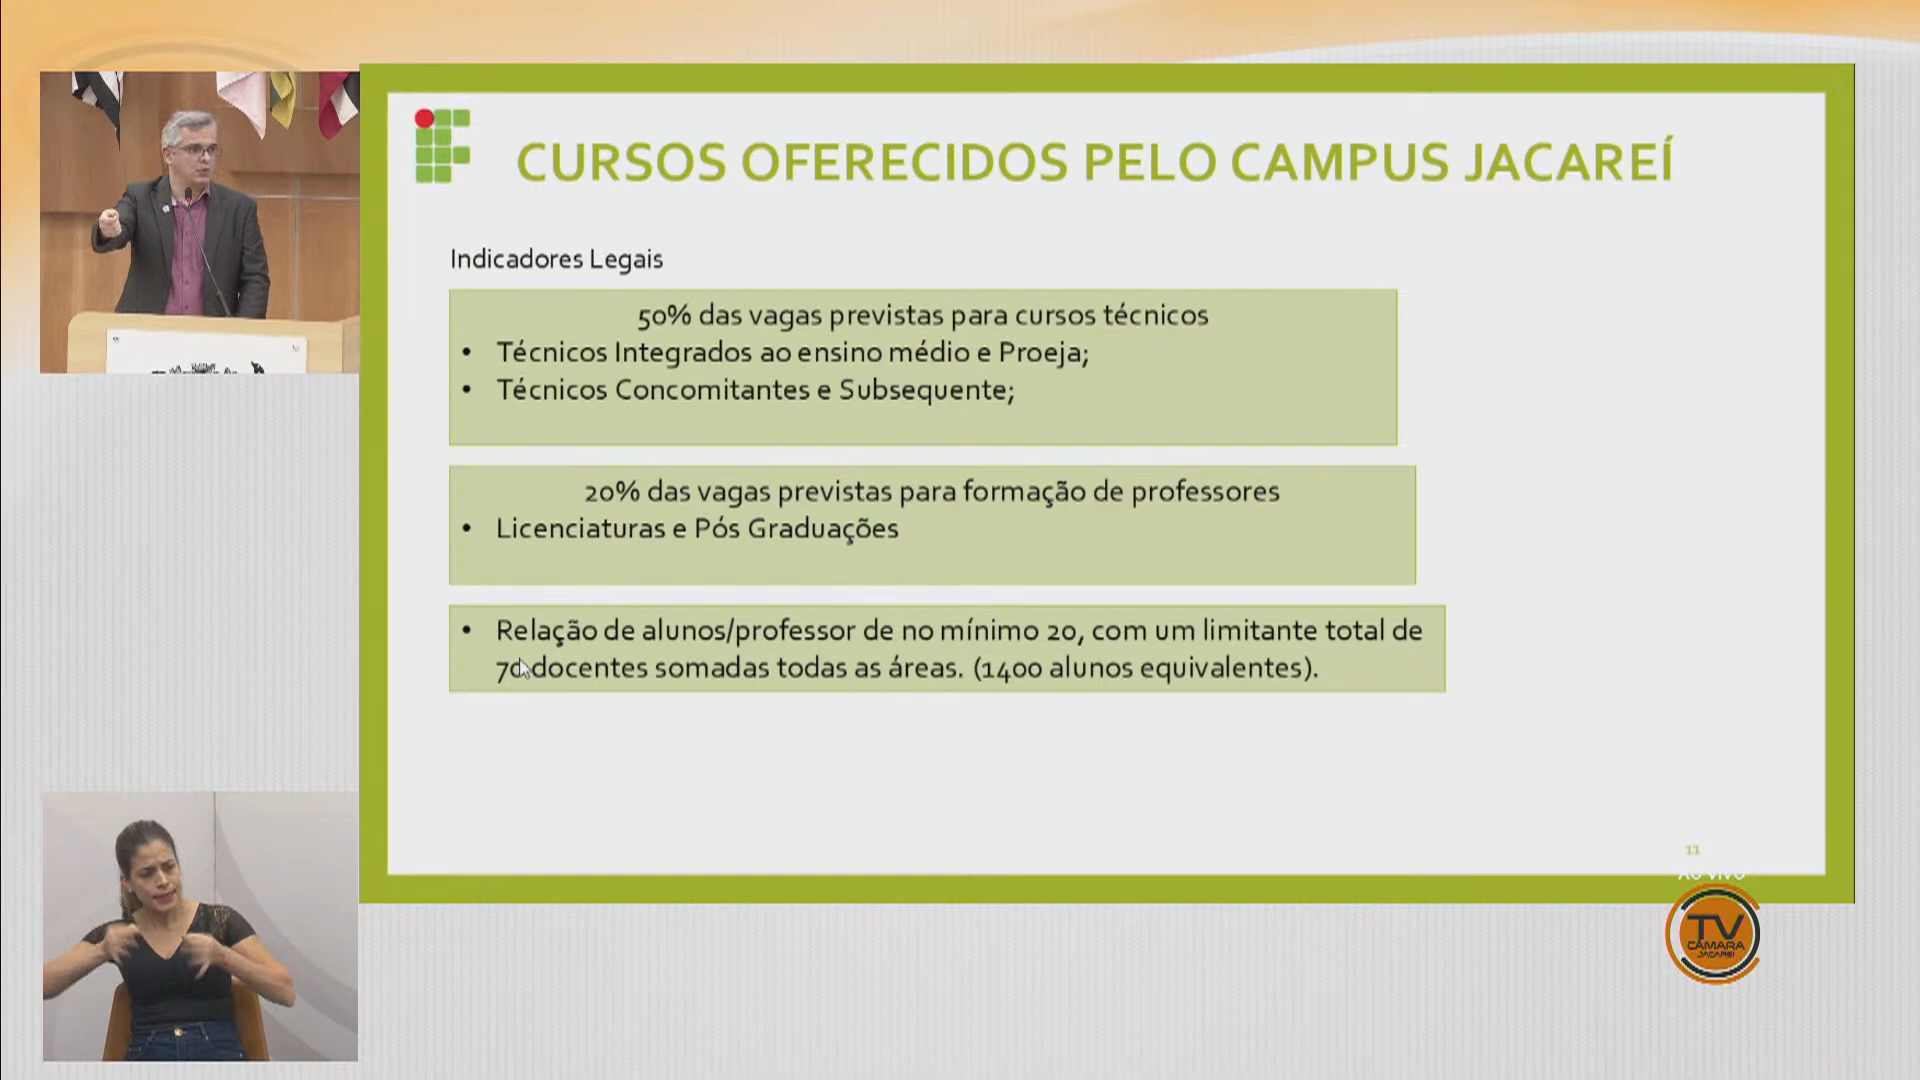 CURSOS OFERECIDOS PELO CAMPUS JACAREÍ
Indicadores Legais
50% das vagas previstas para cursos técnicos
• Técnicos Integrados ao ensino médio e Proeja;
• Técnicos Concomitantes e Subsequente;
20% das vagas previstas para formação de professores
• Licenciaturas e Pós Graduações
• Relação de alunos/professor de no mínimo 20, com um limitante total de
70 docentes somadas todas as áreas. (1400 alunos equivalentes).
11
AO VIVO
TV
CÂMARA
JACAREÍ